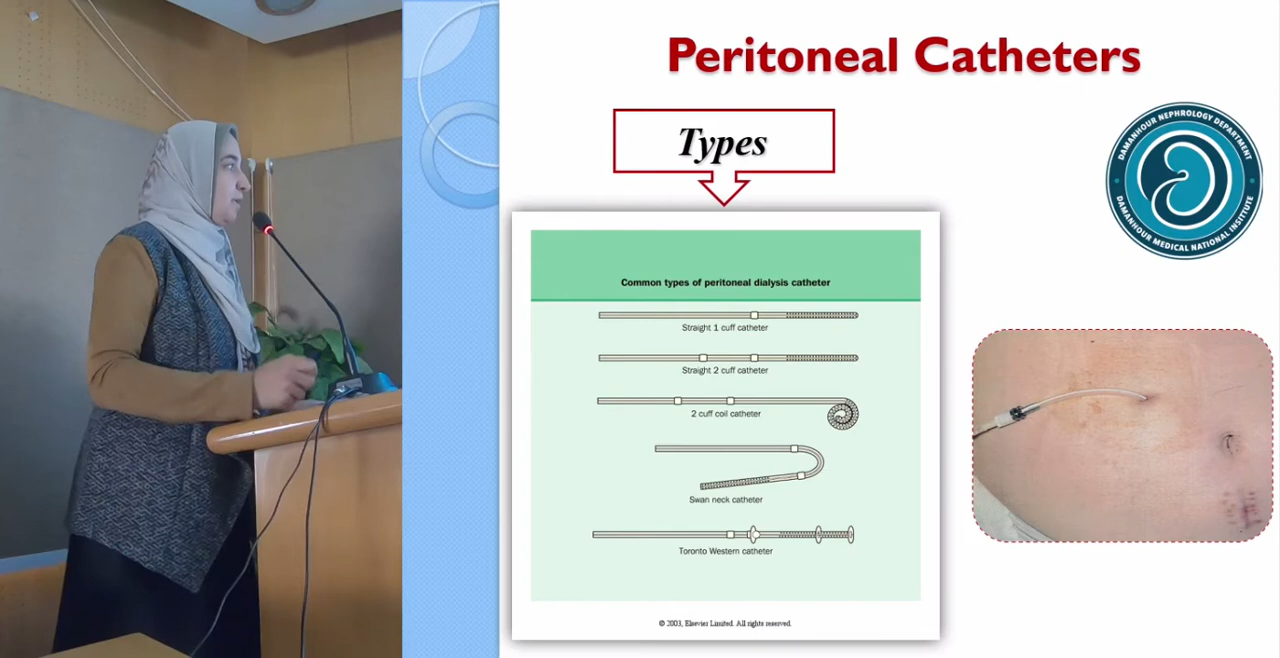 Peritoneal Catheters
Types
DAMANHOUR NEPHROLOGY DEPARTMENT
DAMANHOUR MEDICAL NATIONAL INSTITUTE
Common types of peritoneal dialysis catheter
Straight 1 cuff catheter
Straight 2 cuff catheter
2 cuff coil catheter
Swan neck catheter
Toronto Western catheter
© 2003, Elsevier Limited. All rights reserved.